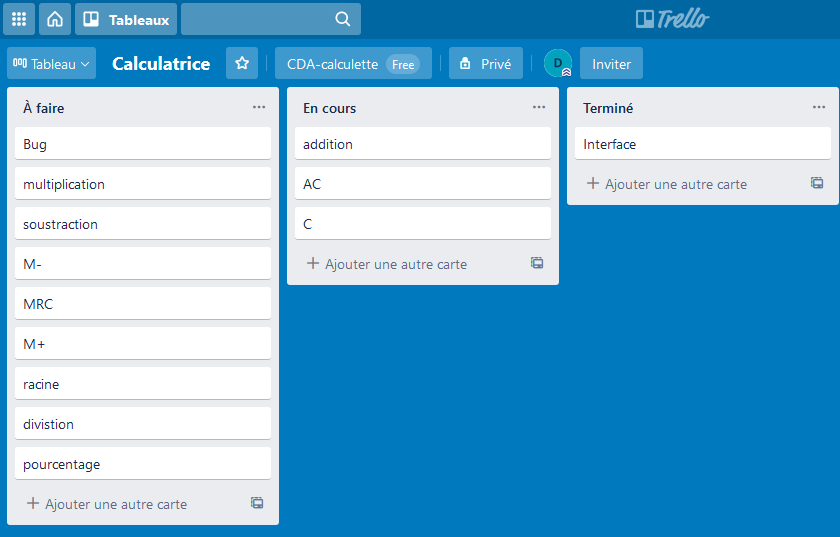 Tableaux
Trello
Tableau
Calculatrice
CDA-calculette Free
Privé
D
Inviter
À faire
Bug
multiplication
soustraction
M-
MRC
M+
racine
divistion
pourcentage
+ Ajouter une autre carte
En cours
addition
AC
C
+ Ajouter une autre carte
Terminé
Interface
+ Ajouter une autre carte